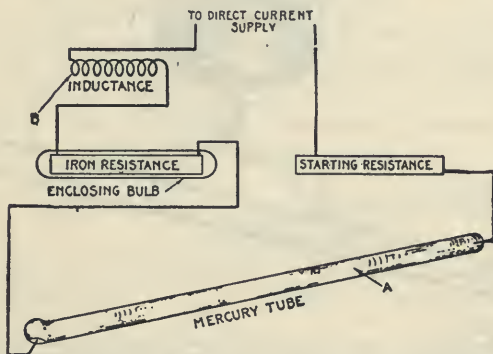 TO DIRECT CURRENT
SUPPLY
B
INDUCTANCE
IRON RESISTANCE
STARTING RESISTANCE
ENCLOSING BULB
A
MERCURY TUBE